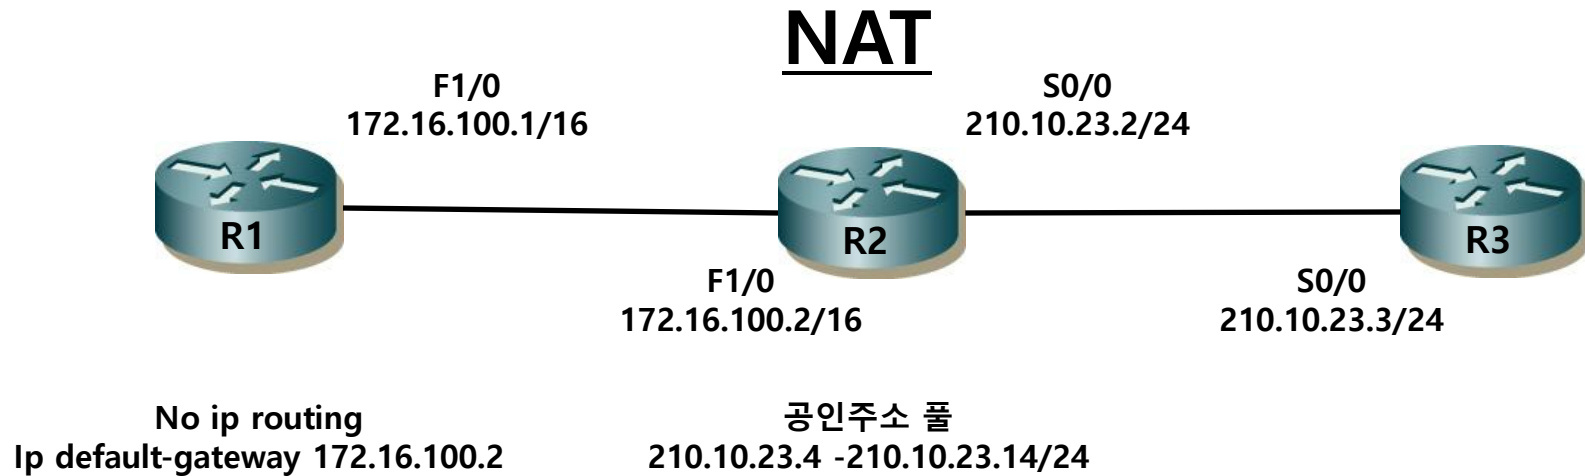 NAT
F1/0
172.16.100.1/16
S0/0
210.10.23.2/24
R1
R2
R3
F1/0
172.16.100.2/16
S0/0
210.10.23.3/24
No ip routing
Ip default-gateway 172.16.100.2
공인주소 풀
210.10.23.4 -210.10.23.14/24